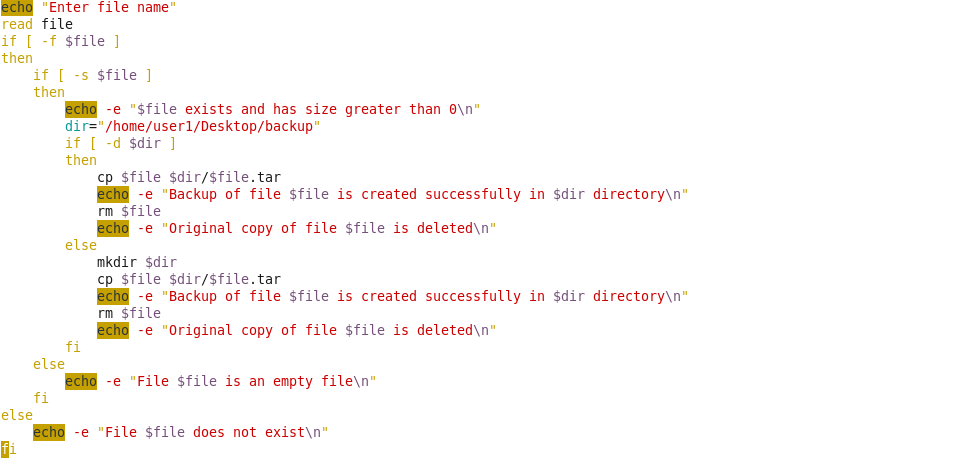 echo "Enter file name"
read file
if [ -f $file ]
then
    if [ -s $file ]
    then
        echo -e "$file exists and has size greater than 0\n"
        dir="/home/user1/Desktop/backup"
        if [ -d $dir ]
        then
            cp $file $dir/$file.tar
            echo -e "Backup of file $file is created successfully in $dir directory\n"
            rm $file
            echo -e "Original copy of file $file is deleted\n"
        else
            mkdir $dir
            cp $file $dir/$file.tar
            echo -e "Backup of file $file is created successfully in $dir directory\n"
            rm $file
            echo -e "Original copy of file $file is deleted\n"
        fi
    else
        echo -e "File $file is an empty file\n"
    fi
else
    echo -e "File $file does not exist\n"
fi